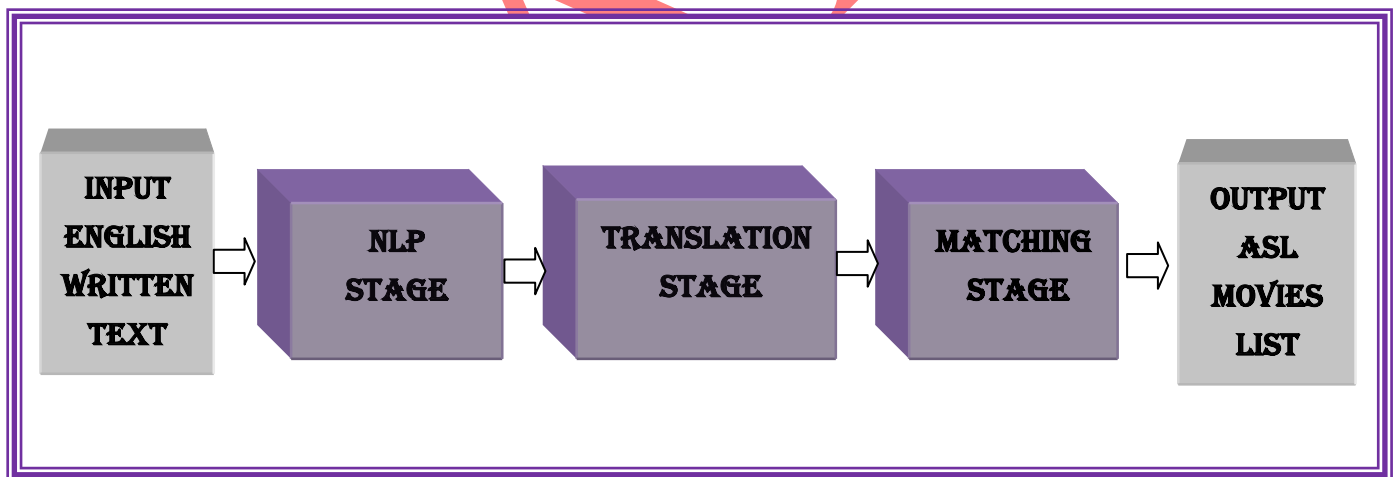 INPUT
ENGLISH
WRITTEN
TEXT
NLP
STAGE
TRANSLATION
STAGE
MATCHING
STAGE
OUTPUT
ASL
MOVIES
LIST